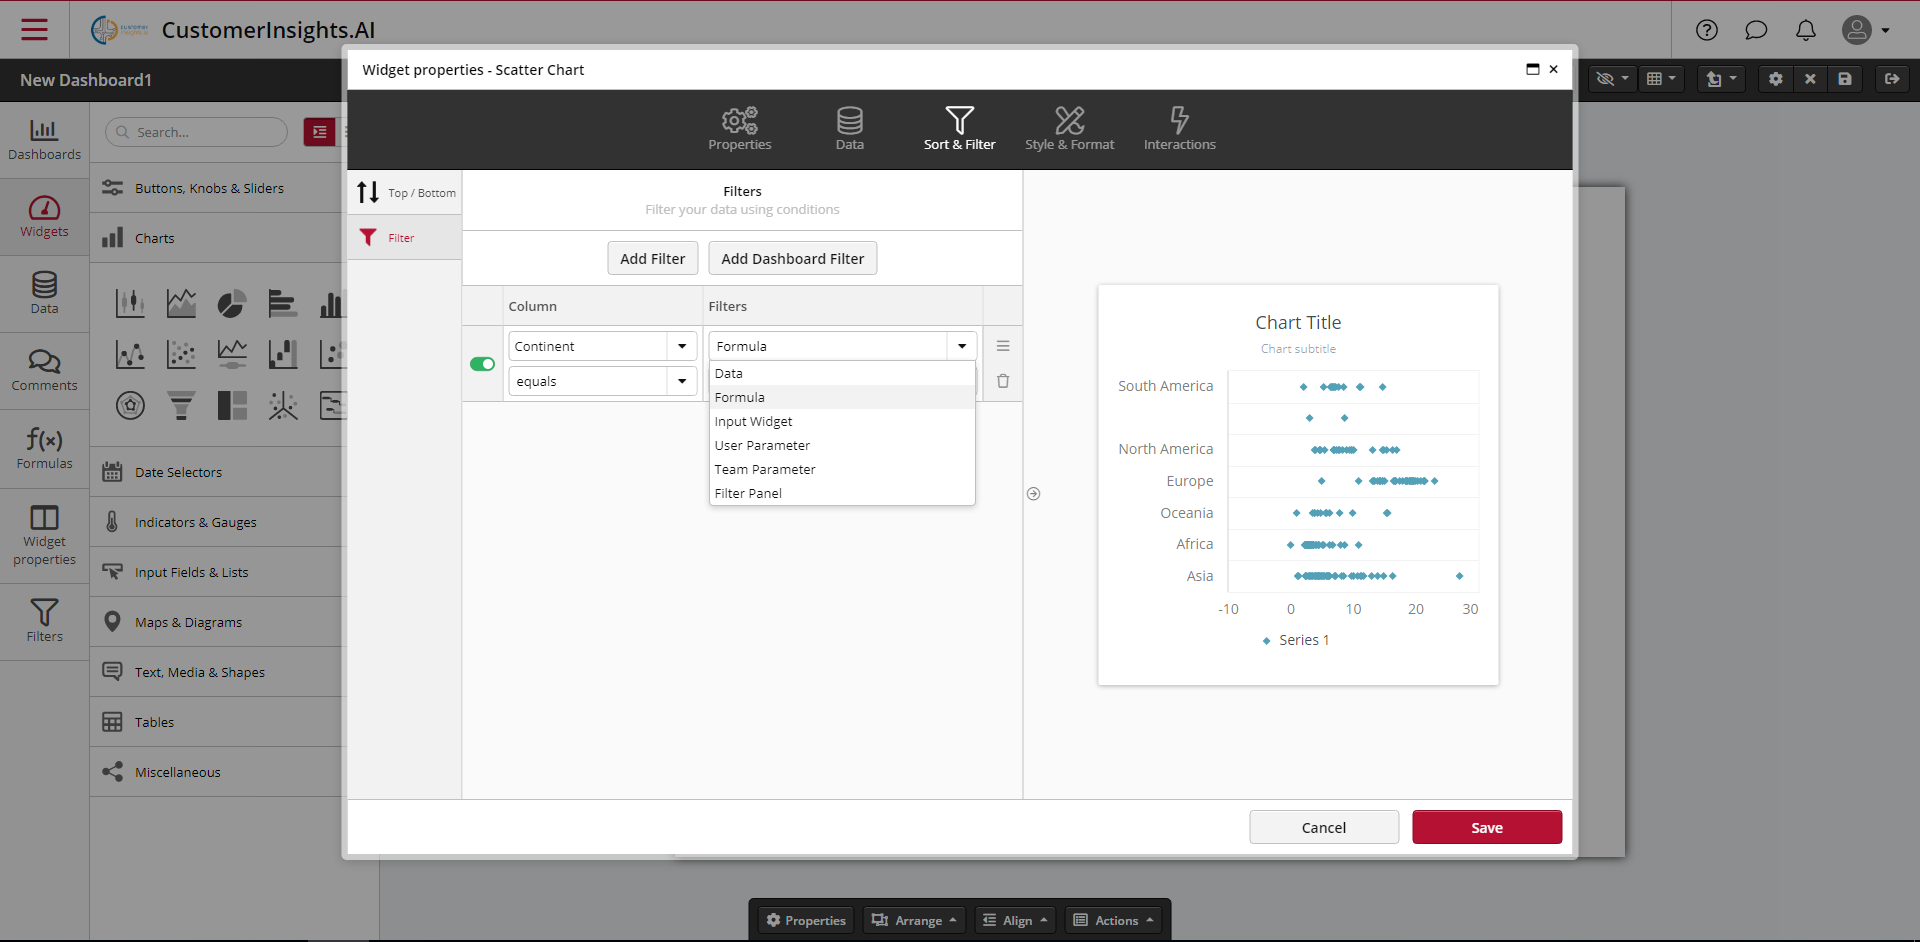 CustomerInsights.AI
New Dashboard1
Widget properties - Scatter Chart
Properties
Data
Sort & Filter
Style & Format
Interactions
Dashboards
Widgets
Data
Comments
Formulas
Widget
properties
Filters
Search...
Buttons, Knobs & Sliders
Charts
Date Selectors
Indicators & Gauges
Input Fields & Lists
Maps & Diagrams
Text, Media & Shapes
Tables
Miscellaneous
Top / Bottom
Filter
Filters
Filter your data using conditions
Add Filter
Add Dashboard Filter
Column
Filters
Continent
Formula
equals
Data
Formula
Input Widget
User Parameter
Team Parameter
Filter Panel
Chart Title
Chart subtitle
South America
North America
Europe
Oceania
Africa
Asia
-10 0 10 20 30
Series 1
Cancel
Save
Properties
Arrange
Align
Actions
f(x)